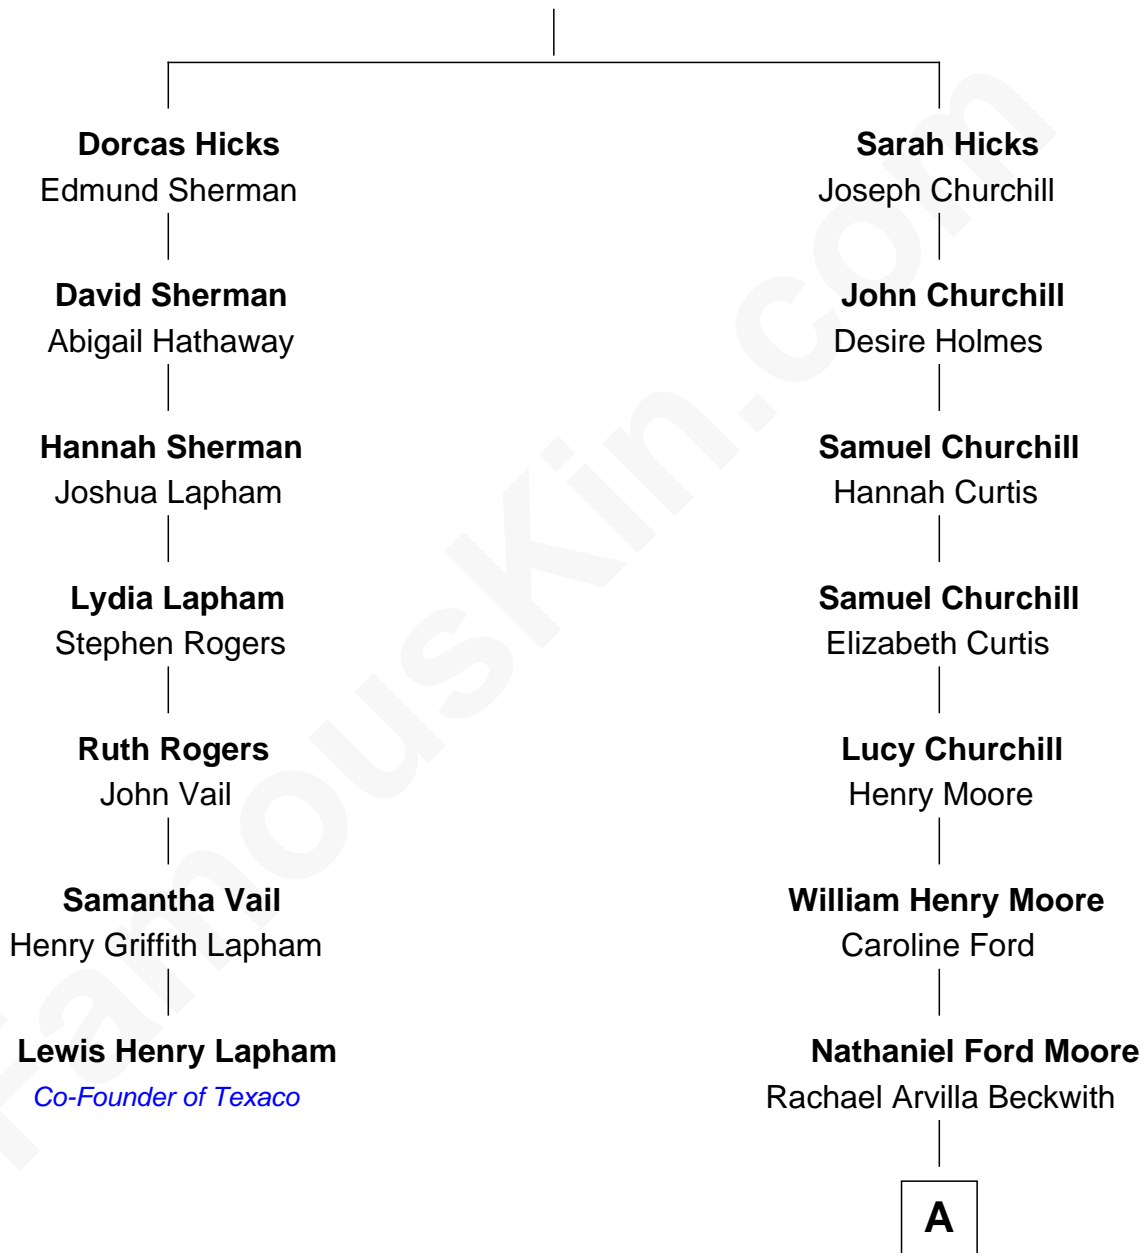 Dorcas Hicks
Edmund Sherman
David Sherman
Abigail Hathaway
Hannah Sherman
Joshua Lapham
Lydia Lapham
Stephen Rogers
Ruth Rogers
John Vail
Samantha Vail
Henry Griffith Lapham
Lewis Henry Lapham
Co-Founder of Texaco
Sarah Hicks
Joseph Churchill
John Churchill
Desire Holmes
Samuel Churchill
Hannah Curtis
Samuel Churchill
Elizabeth Curtis
Lucy Churchill
Henry Moore
William Henry Moore
Caroline Ford
Nathaniel Ford Moore
Rachael Arvilla Beckwith
A
FamousKin.com